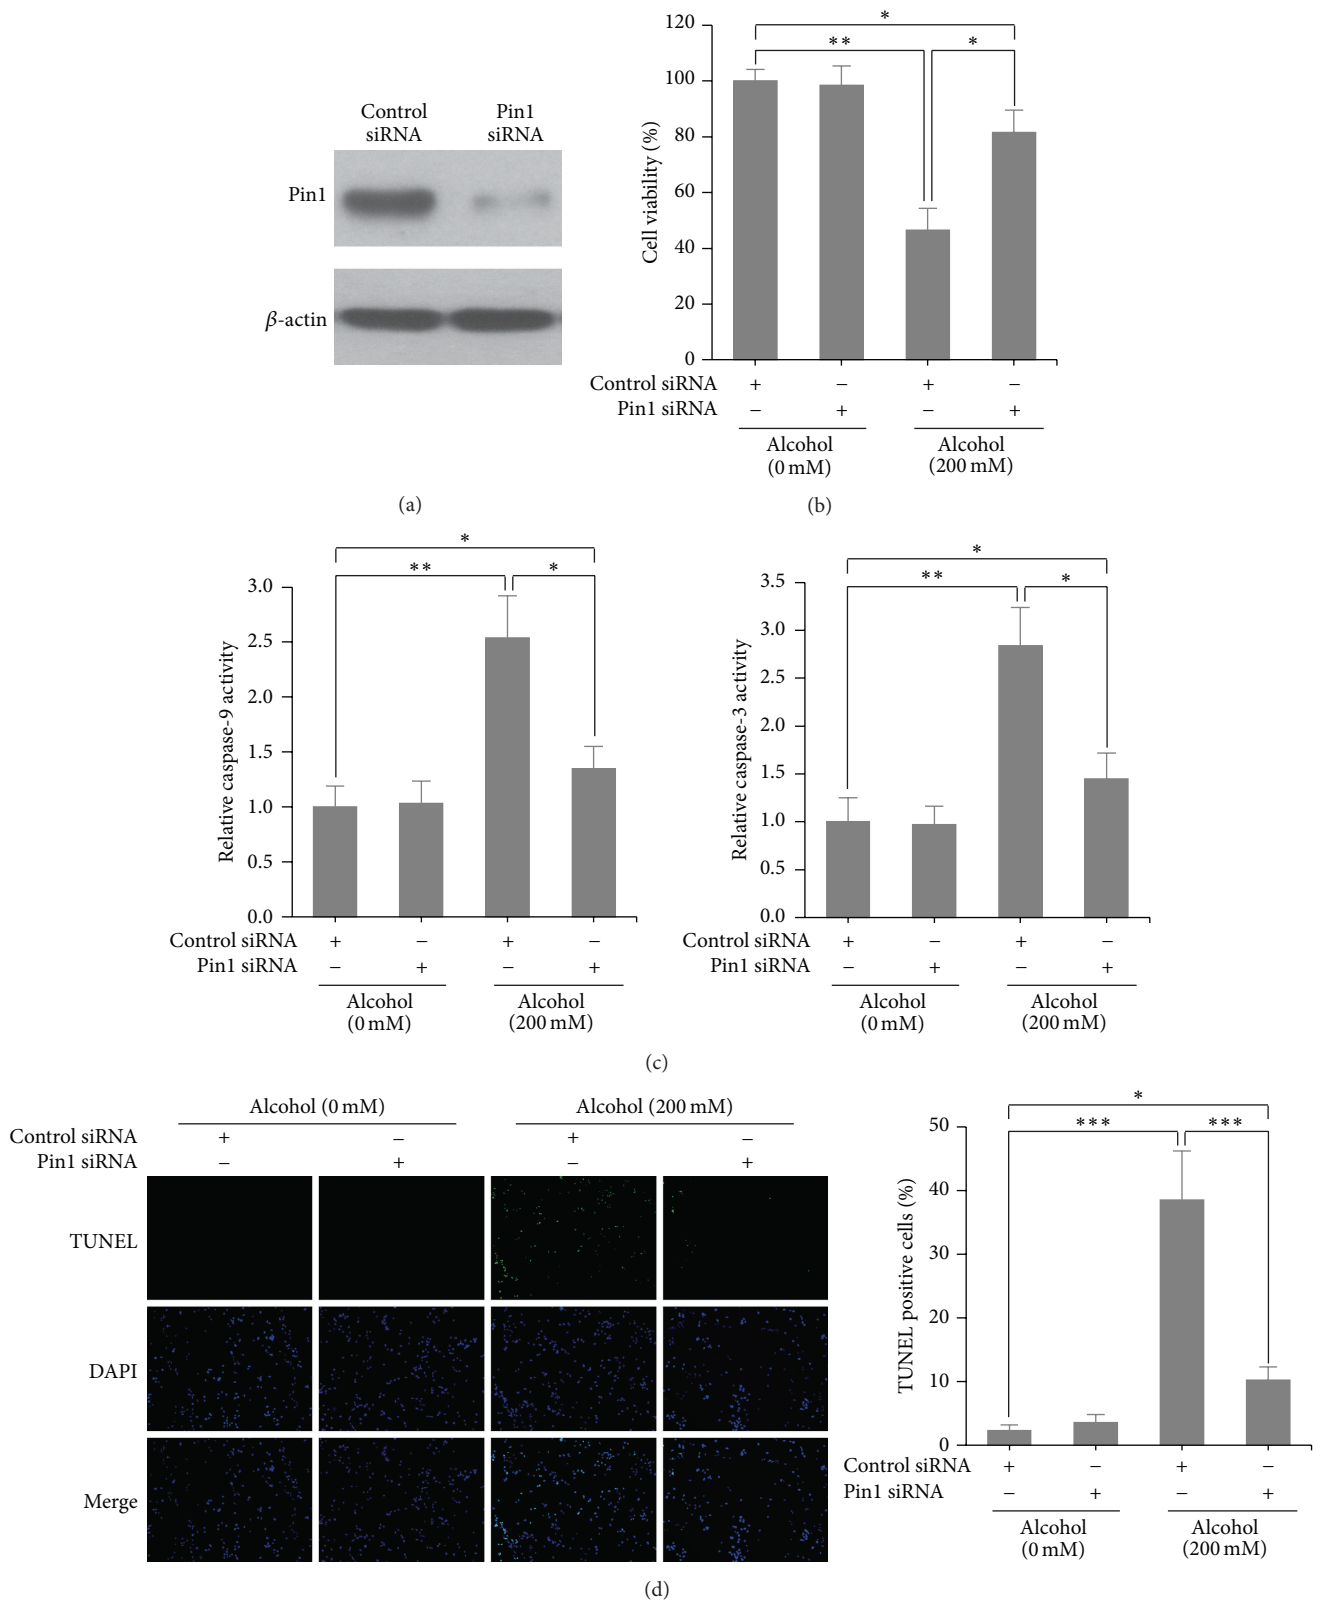 Control
siRNA
Pin1
siRNA
Pin1
β-actin
(a)
120
100
80
60
40
20
0
Cell viability (%)
* 
** *
Control siRNA + − + −
Pin1 siRNA − + − +
Alcohol
(0 mM)
Alcohol
(200 mM)
(b)
*
** *
3.0
2.5
2.0
1.5
1.0
0.5
0.0
Relative caspase-9 activity
Control siRNA + − + −
Pin1 siRNA − + − +
Alcohol
(0 mM)
Alcohol
(200 mM)
*
** *
3.5
3.0
2.5
2.0
1.5
1.0
0.5
0.0
Relative caspase-3 activity
Control siRNA + − + −
Pin1 siRNA − + − +
Alcohol
(0 mM)
Alcohol
(200 mM)
(c)
Alcohol (0 mM) Alcohol (200 mM)
Control siRNA + − + −
Pin1 siRNA − + − +
TUNEL
DAPI
Merge
*
*** ***
50
40
30
20
10
0
TUNEL positive cells (%)
Control siRNA + − + −
Pin1 siRNA − + − +
Alcohol
(0 mM)
Alcohol
(200 mM)
(d)